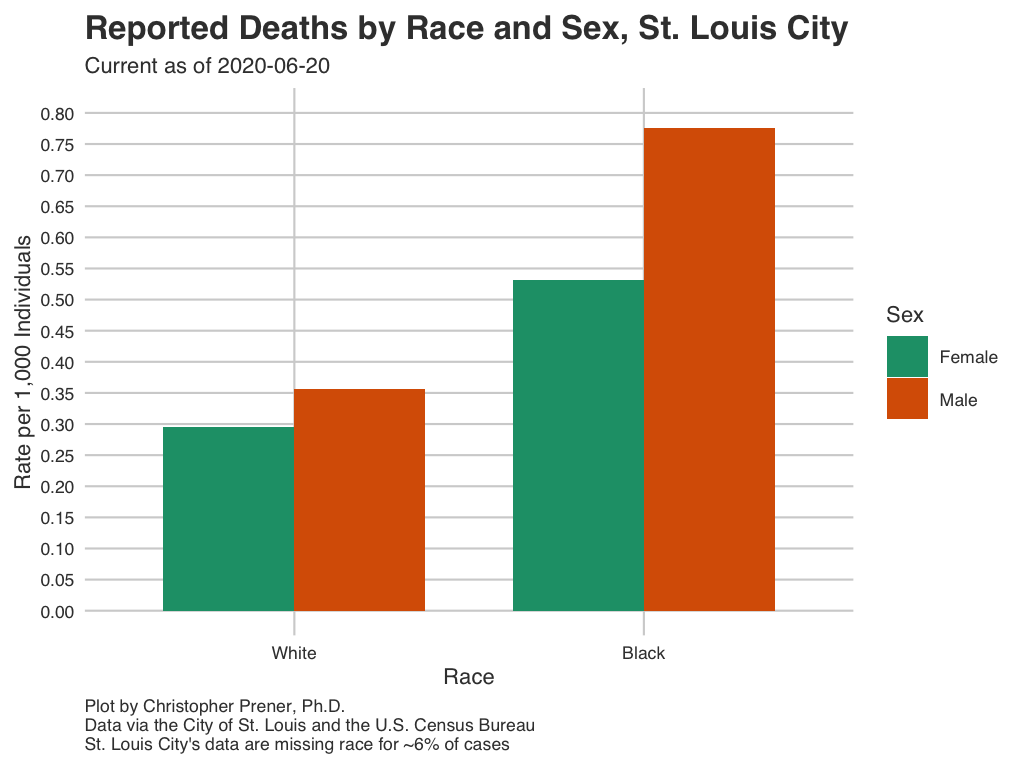 Reported Deaths by Race and Sex, St. Louis City
Current as of 2020-06-20
0.80
0.75
0.70
0.65
0.60
0.55
0.50
0.45
0.40
0.35
0.30
0.25
0.20
0.15
0.10
0.05
0.00
Rate per 1,000 Individuals
White
Black
Race
Sex
Female
Male
Plot by Christopher Prener, Ph.D.
Data via the City of St. Louis and the U.S. Census Bureau
St. Louis City's data are missing race for ~6% of cases